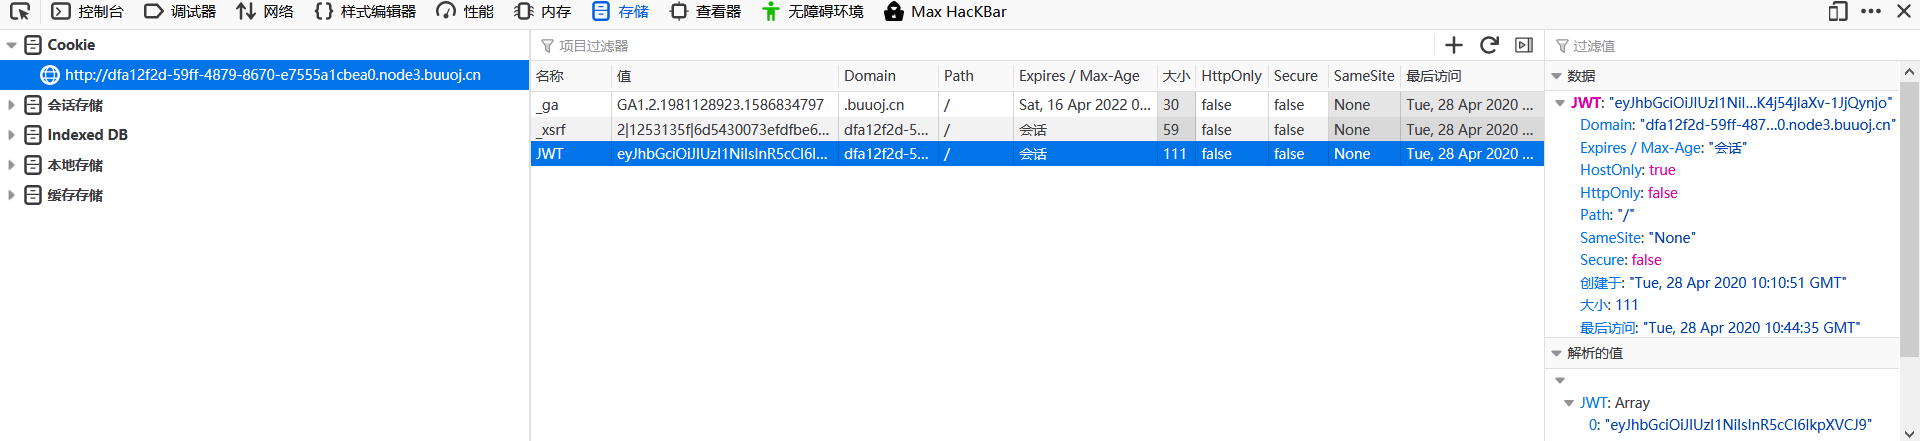 控制台 调试器 网络 样式编辑器 性能 内存 存储 查看器 无障碍环境 Max HacKBar
Cookie
http://dfa12f2d-59ff-4879-8670-e7555a1cbea0.node3.buuoj.cn
会话存储
Indexed DB
本地存储
缓存存储
项目过滤器
名称 值 Domain Path Expires / Max-Age 大小 HttpOnly Secure SameSite 最后访问
_ga GA1.2.1981128923.1586834797 .buuoj.cn / Sat, 16 Apr 2022 0... 30 false false None Tue, 28 Apr 2020 ...
_xsrf 2|1253135f|6d5430073efdfbe6... dfa12f2d-5... / 会话 59 false false None Tue, 28 Apr 2020 ...
JWT eyJhbGciOiJIUzI1NiIsInR5cCI6I... dfa12f2d-5... / 会话 111 false false None Tue, 28 Apr 2020 ...
过滤值
数据
JWT: "eyJhbGciOiJIUzI1NiI...K4j54jlaXv-1JjQynjo"
Domain: "dfa12f2d-59ff-487...0.node3.buuoj.cn"
Expires / Max-Age: "会话"
HostOnly: true
HttpOnly: false
Path: "/"
SameSite: "None"
Secure: false
创建于: "Tue, 28 Apr 2020 10:10:51 GMT"
大小: 111
最后访问: "Tue, 28 Apr 2020 10:44:35 GMT"
解析的值
JWT: Array
0: "eyJhbGciOiJIUzI1NiIsInR5cCI6IkpXVCJ9"